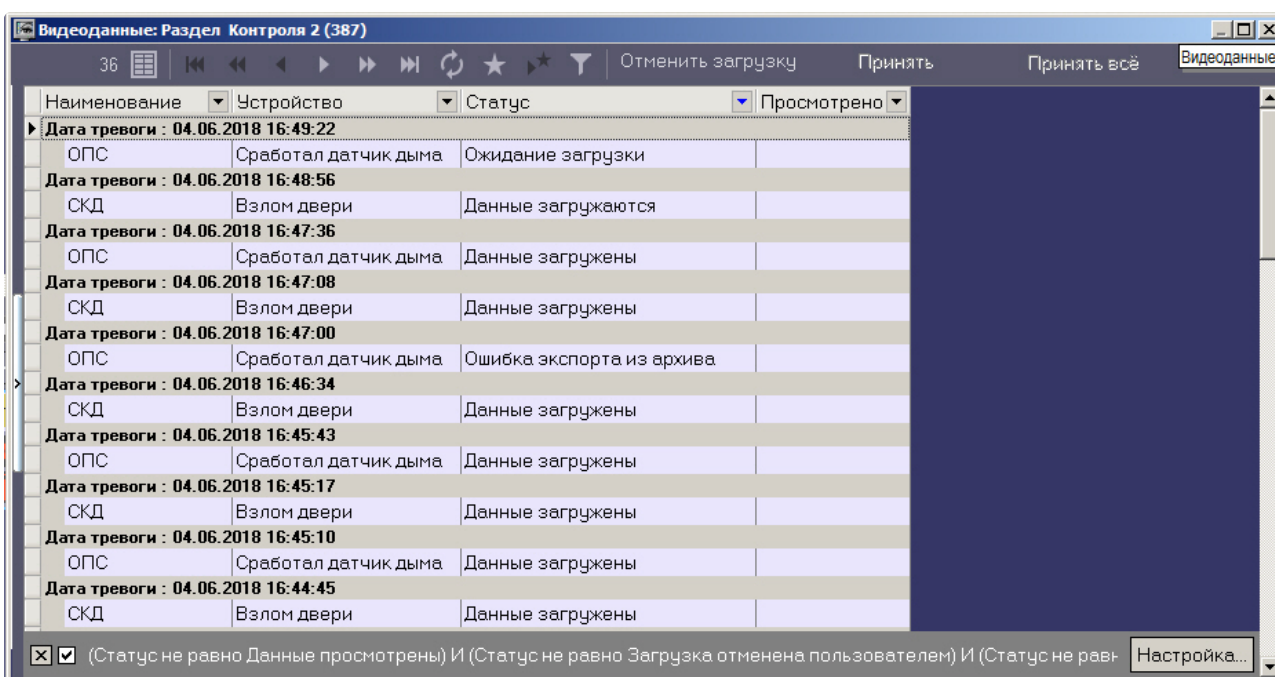 Видеоданные: Раздел Контроля 2 (387)
36 Отменить загрузку Принять Принять всё Видеоданные
Наименование Устройство Статус Просмотрено
Дата тревоги : 04.06.2018 16:49:22
ОПС Сработал датчик дыма Ожидание загрузки
Дата тревоги : 04.06.2018 16:48:56
СКД Взлом двери Данные загружаются
Дата тревоги : 04.06.2018 16:47:36
ОПС Сработал датчик дыма Данные загружены
Дата тревоги : 04.06.2018 16:47:08
СКД Взлом двери Данные загружены
Дата тревоги : 04.06.2018 16:47:00
ОПС Сработал датчик дыма Ошибка экспорта из архива
Дата тревоги : 04.06.2018 16:46:34
СКД Взлом двери Данные загружены
Дата тревоги : 04.06.2018 16:45:43
ОПС Сработал датчик дыма Данные загружены
Дата тревоги : 04.06.2018 16:45:17
СКД Взлом двери Данные загружены
Дата тревоги : 04.06.2018 16:45:10
ОПС Сработал датчик дыма Данные загружены
Дата тревоги : 04.06.2018 16:44:45
СКД Взлом двери Данные загружены
(Статус не равно Данные просмотрены) И (Статус не равно Загрузка отменена пользователем) И (Статус не Настройка...